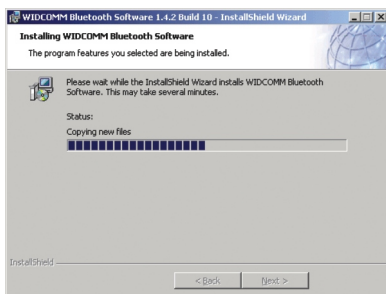 WIDCOMM Bluetooth Software 1.4.2 Build 10 - InstallShield Wizard
Installing WIDCOMM Bluetooth Software
The program features you selected are being installed.
Please wait while the InstallShield Wizard installs WIDCOMM Bluetooth
Software. This may take several minutes.
Status:
Copying new files
InstallShield
< Back
Next >